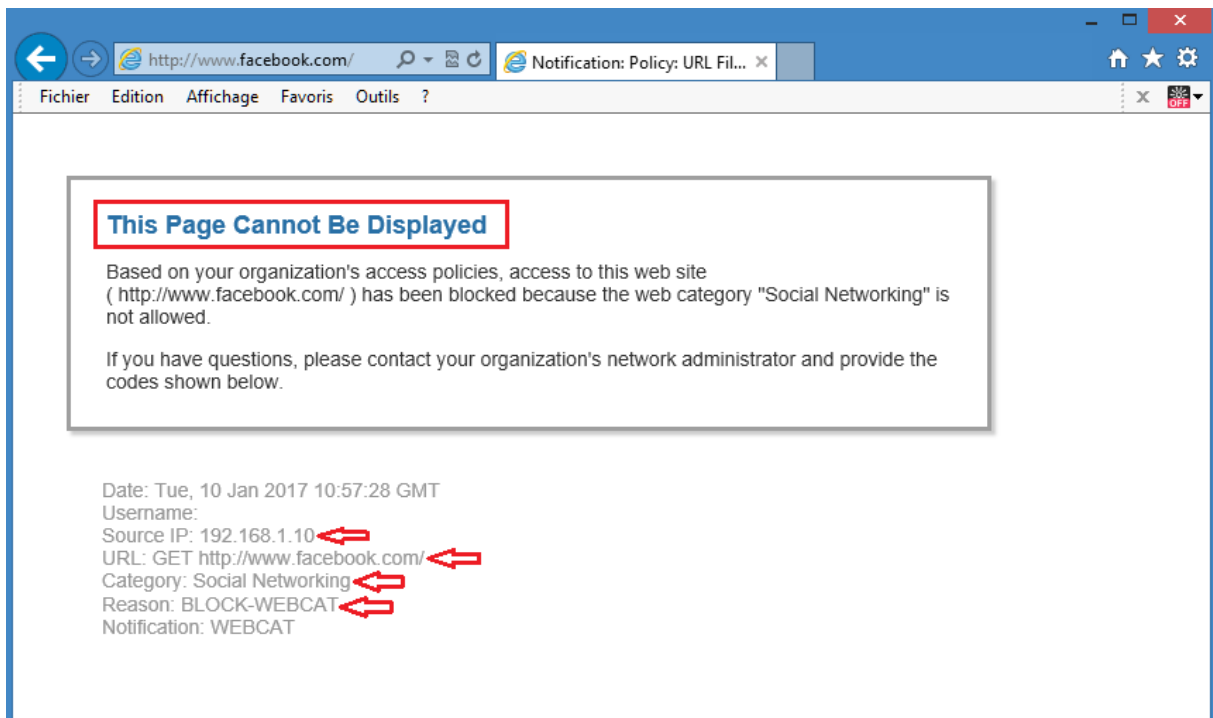 http://www.facebook.com/
Notification: Policy: URL Fil...
Fichier Edition Affichage Favoris Outils ?
OFF
This Page Cannot Be Displayed
Based on your organization's access policies, access to this web site
( http://www.facebook.com/ ) has been blocked because the web category "Social Networking" is
not allowed.
If you have questions, please contact your organization's network administrator and provide the
codes shown below.
Date: Tue, 10 Jan 2017 10:57:28 GMT
Username:
Source IP: 192.168.1.10
URL: GET http://www.facebook.com/
Category: Social Networking
Reason: BLOCK-WEBCAT
Notification: WEBCAT